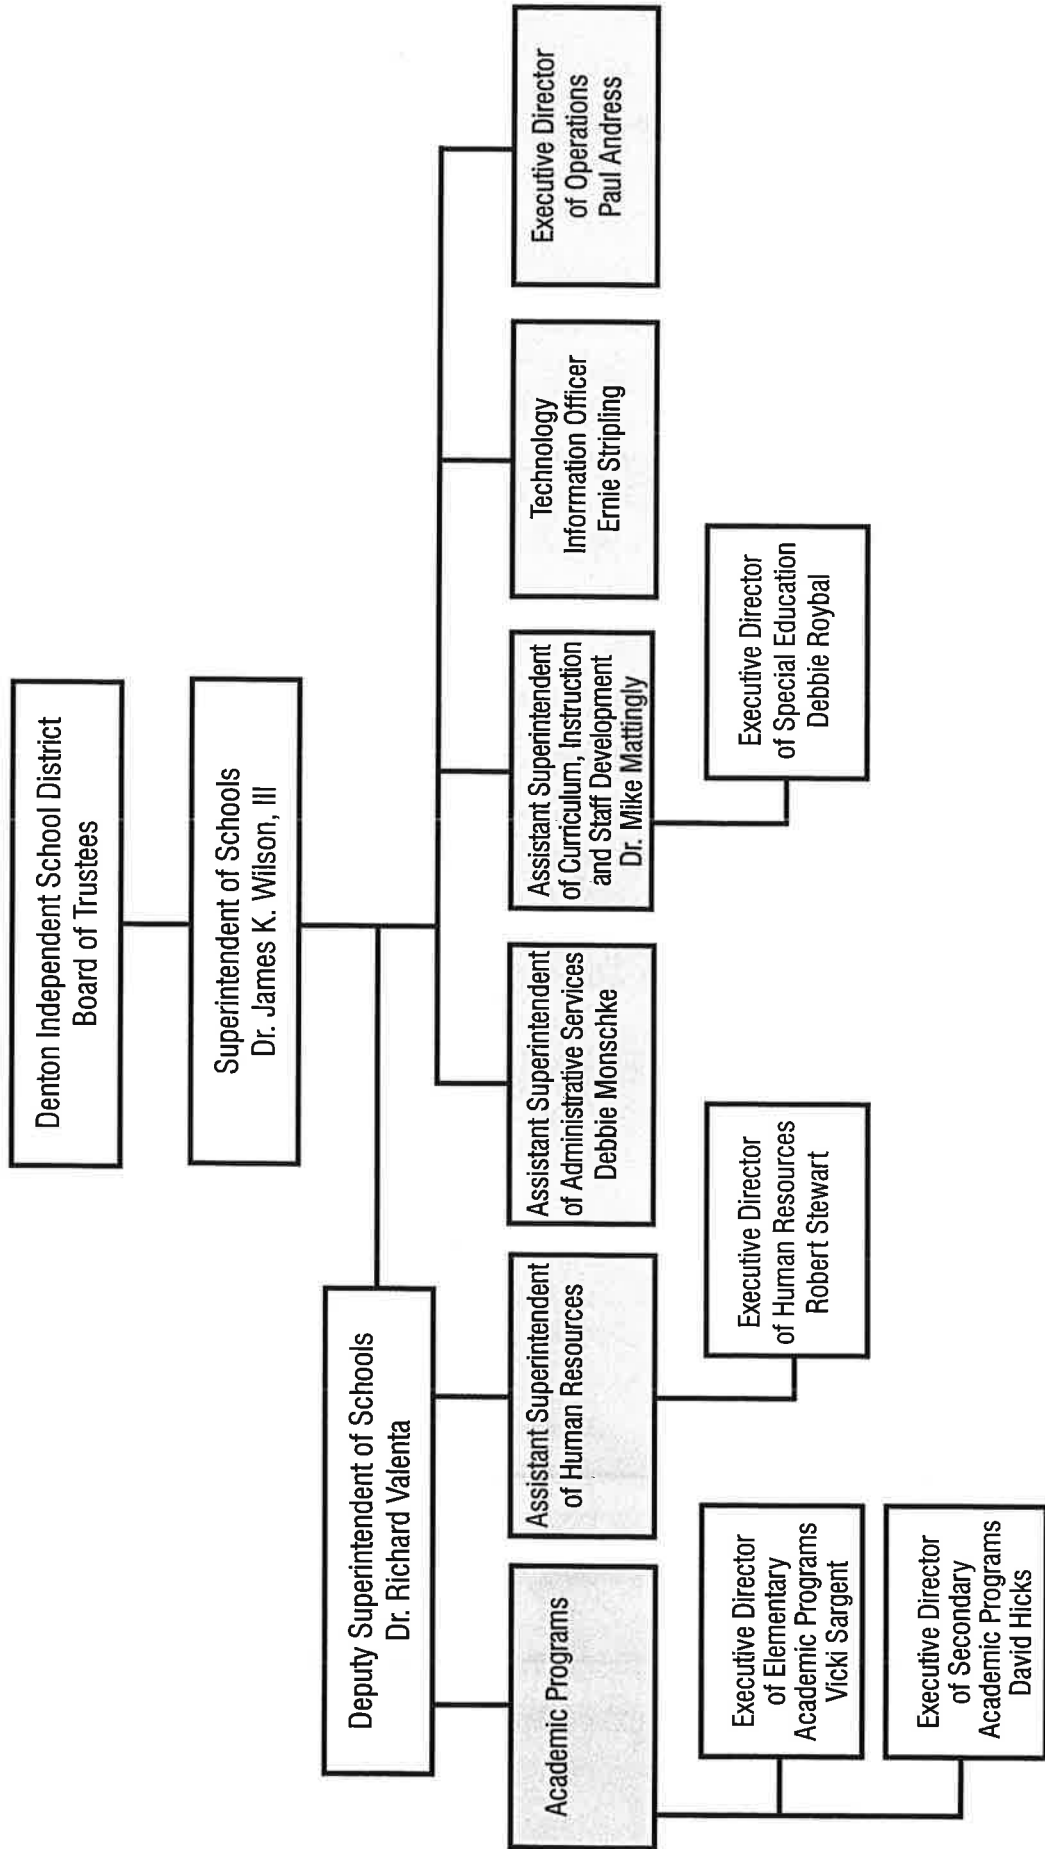 Denton Independent School District
Board of Trustees
Superintendent of Schools
Dr. James K. Wilson, III
Deputy Superintendent of Schools
Dr. Richard Valenta
Academic Programs
Assistant Superintendent
of Human Resources
Assistant Superintendent
of Administrative Services
Debbie Monschke
Assistant Superintendent
of Curriculum, Instruction
and Staff Development
Dr. Mike Mattingly
Technology
Information Officer
Ernie Stripling
Executive Director
of Operations
Paul Andress
Executive Director
of Elementary
Academic Programs
Vicki Sargent
Executive Director
of Secondary
Academic Programs
David Hicks
Executive Director
of Human Resources
Robert Stewart
Executive Director
of Special Education
Debbie Roybal